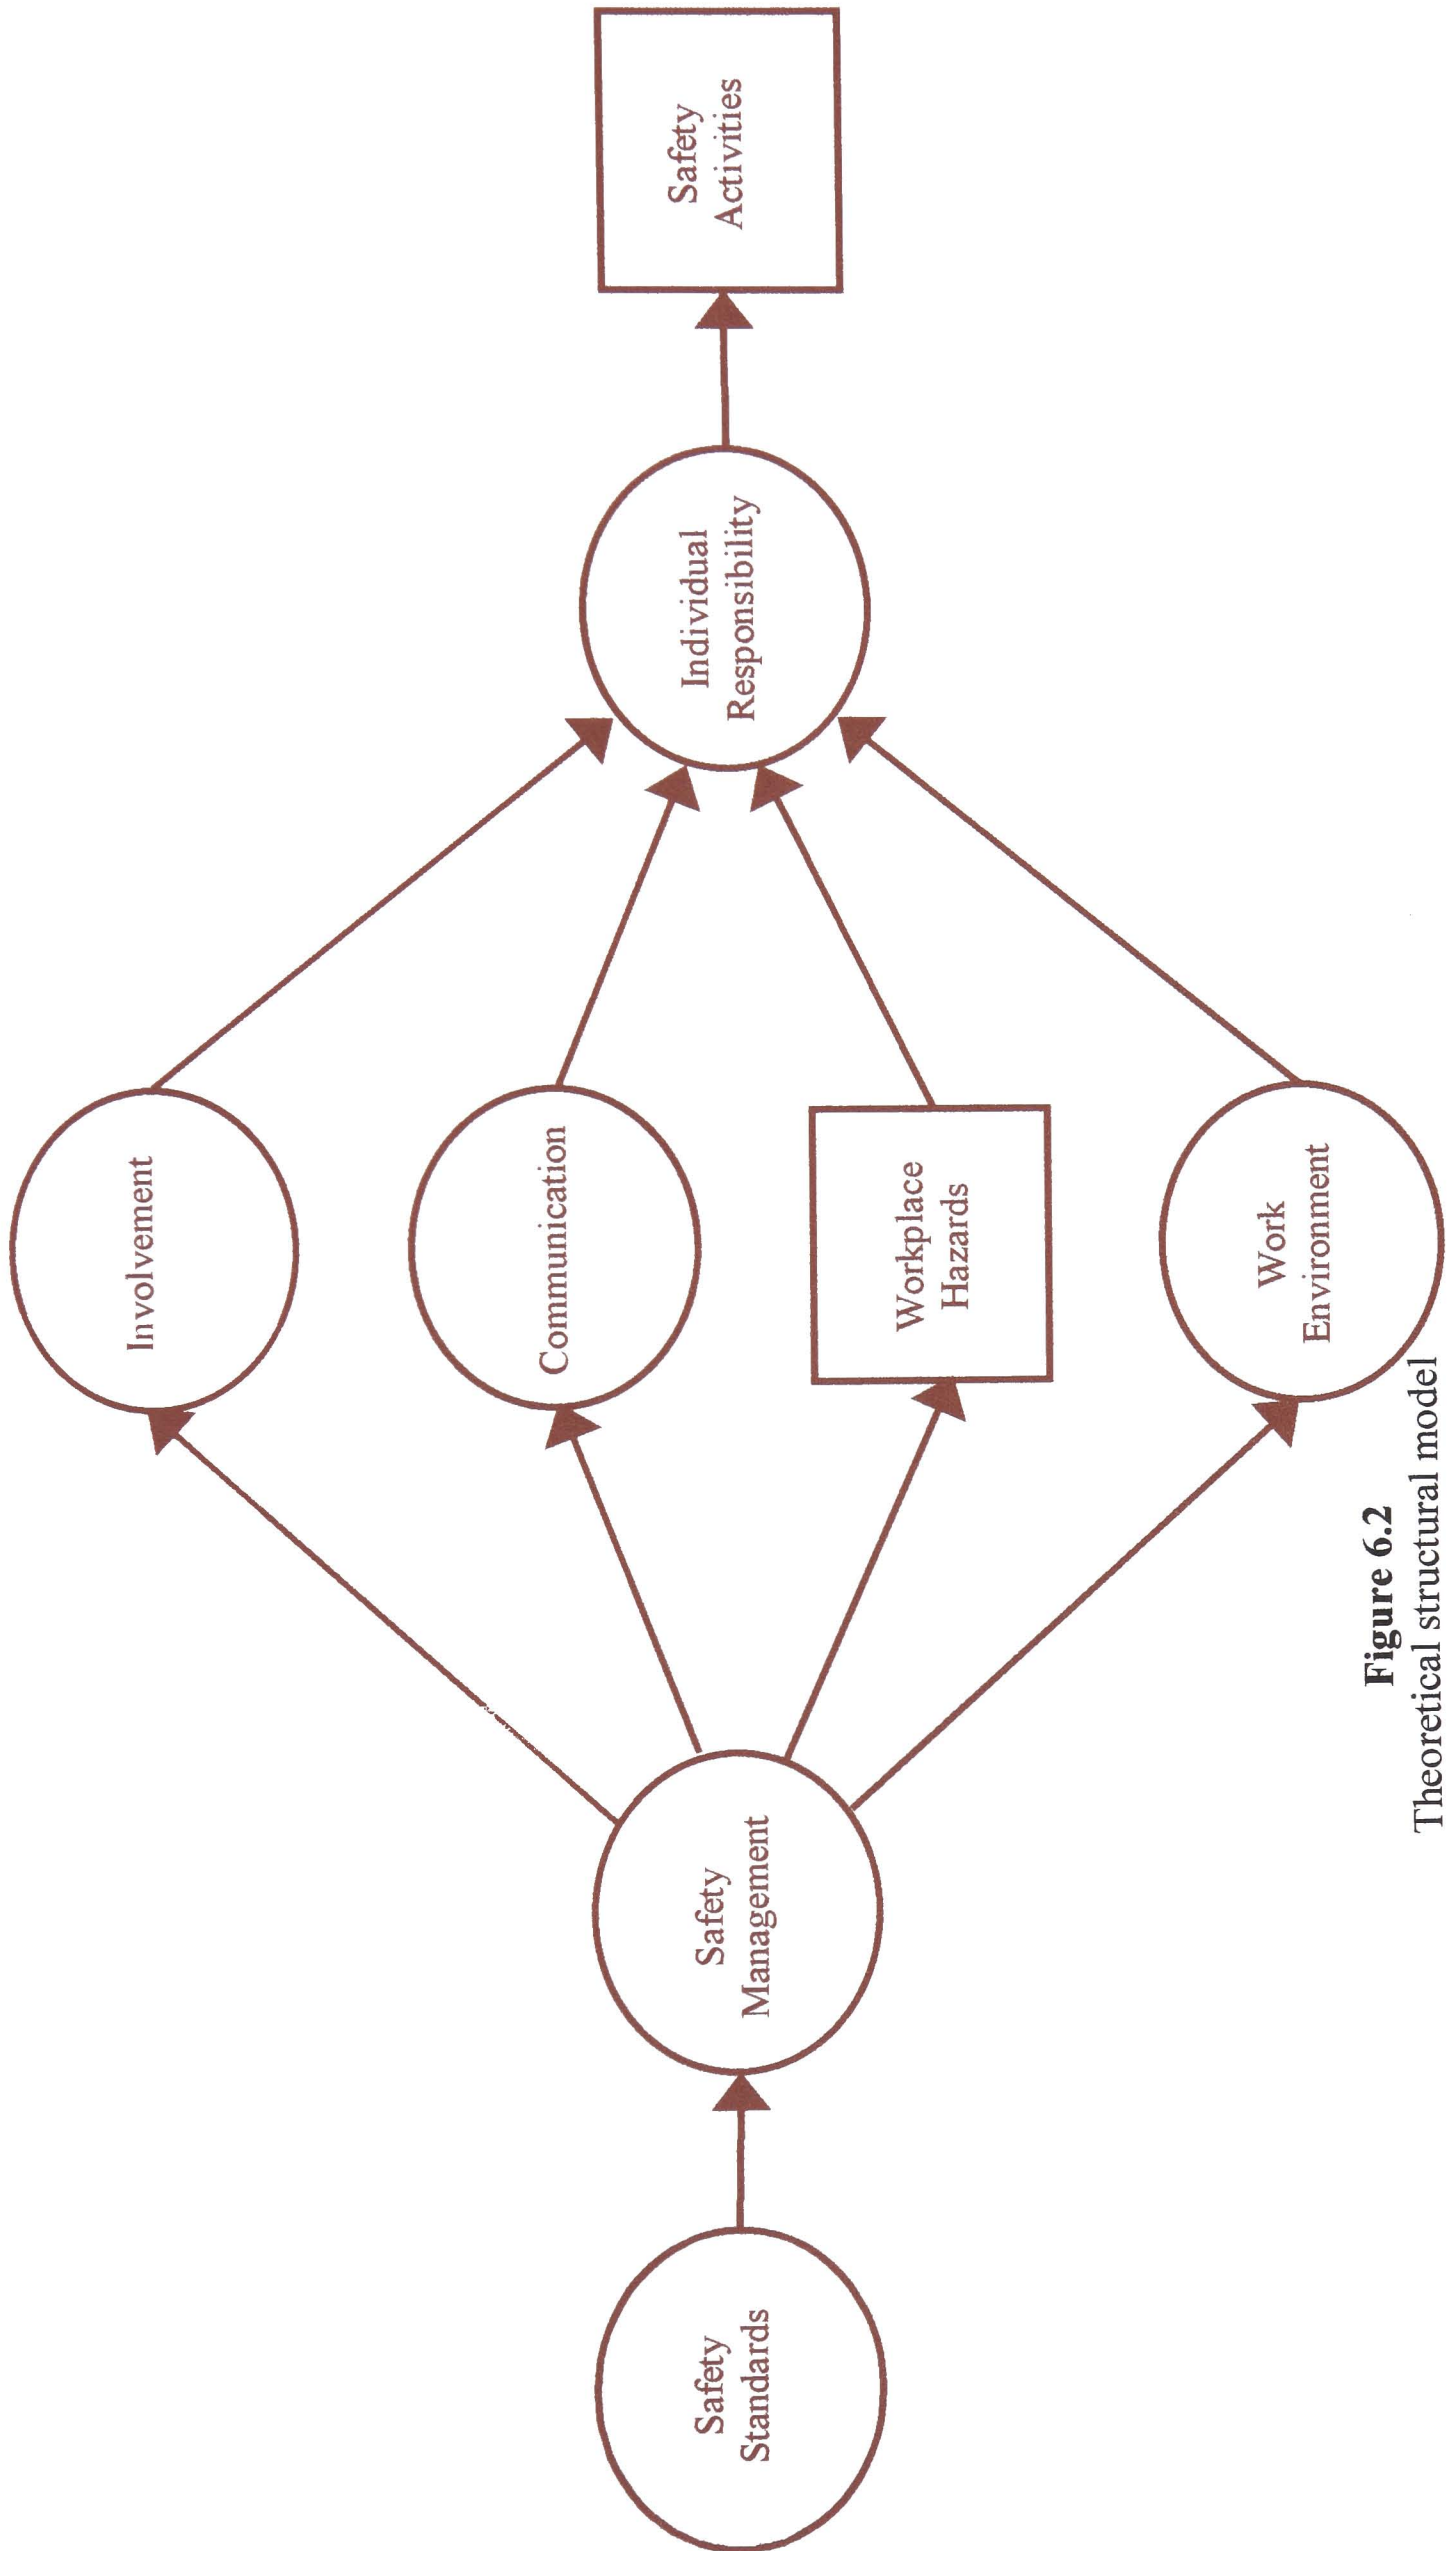 Safety
Standards
Safety
Management
Involvement
Communication
Workplace
Hazards
Work
Environment
Individual
Responsibility
Safety
Activities
Figure 6.2
Theoretical structural model